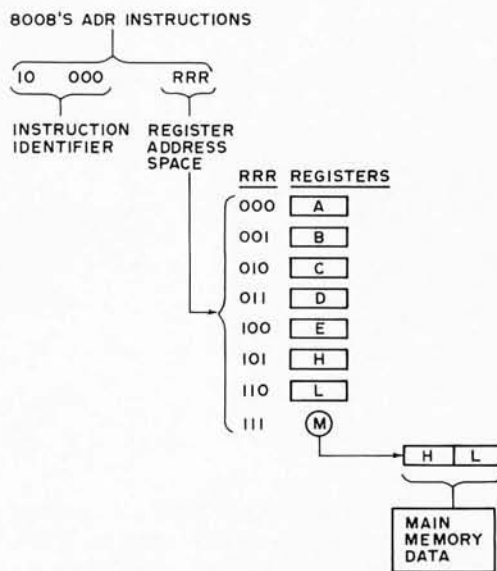 8008'S ADR INSTRUCTIONS
10 000 RRR
INSTRUCTION
IDENTIFIER
REGISTER
ADDRESS
SPACE
RRR REGISTERS
000 A
001 B
010 C
011 D
100 E
101 H
110 L
111 M
H L
MAIN
MEMORY
DATA